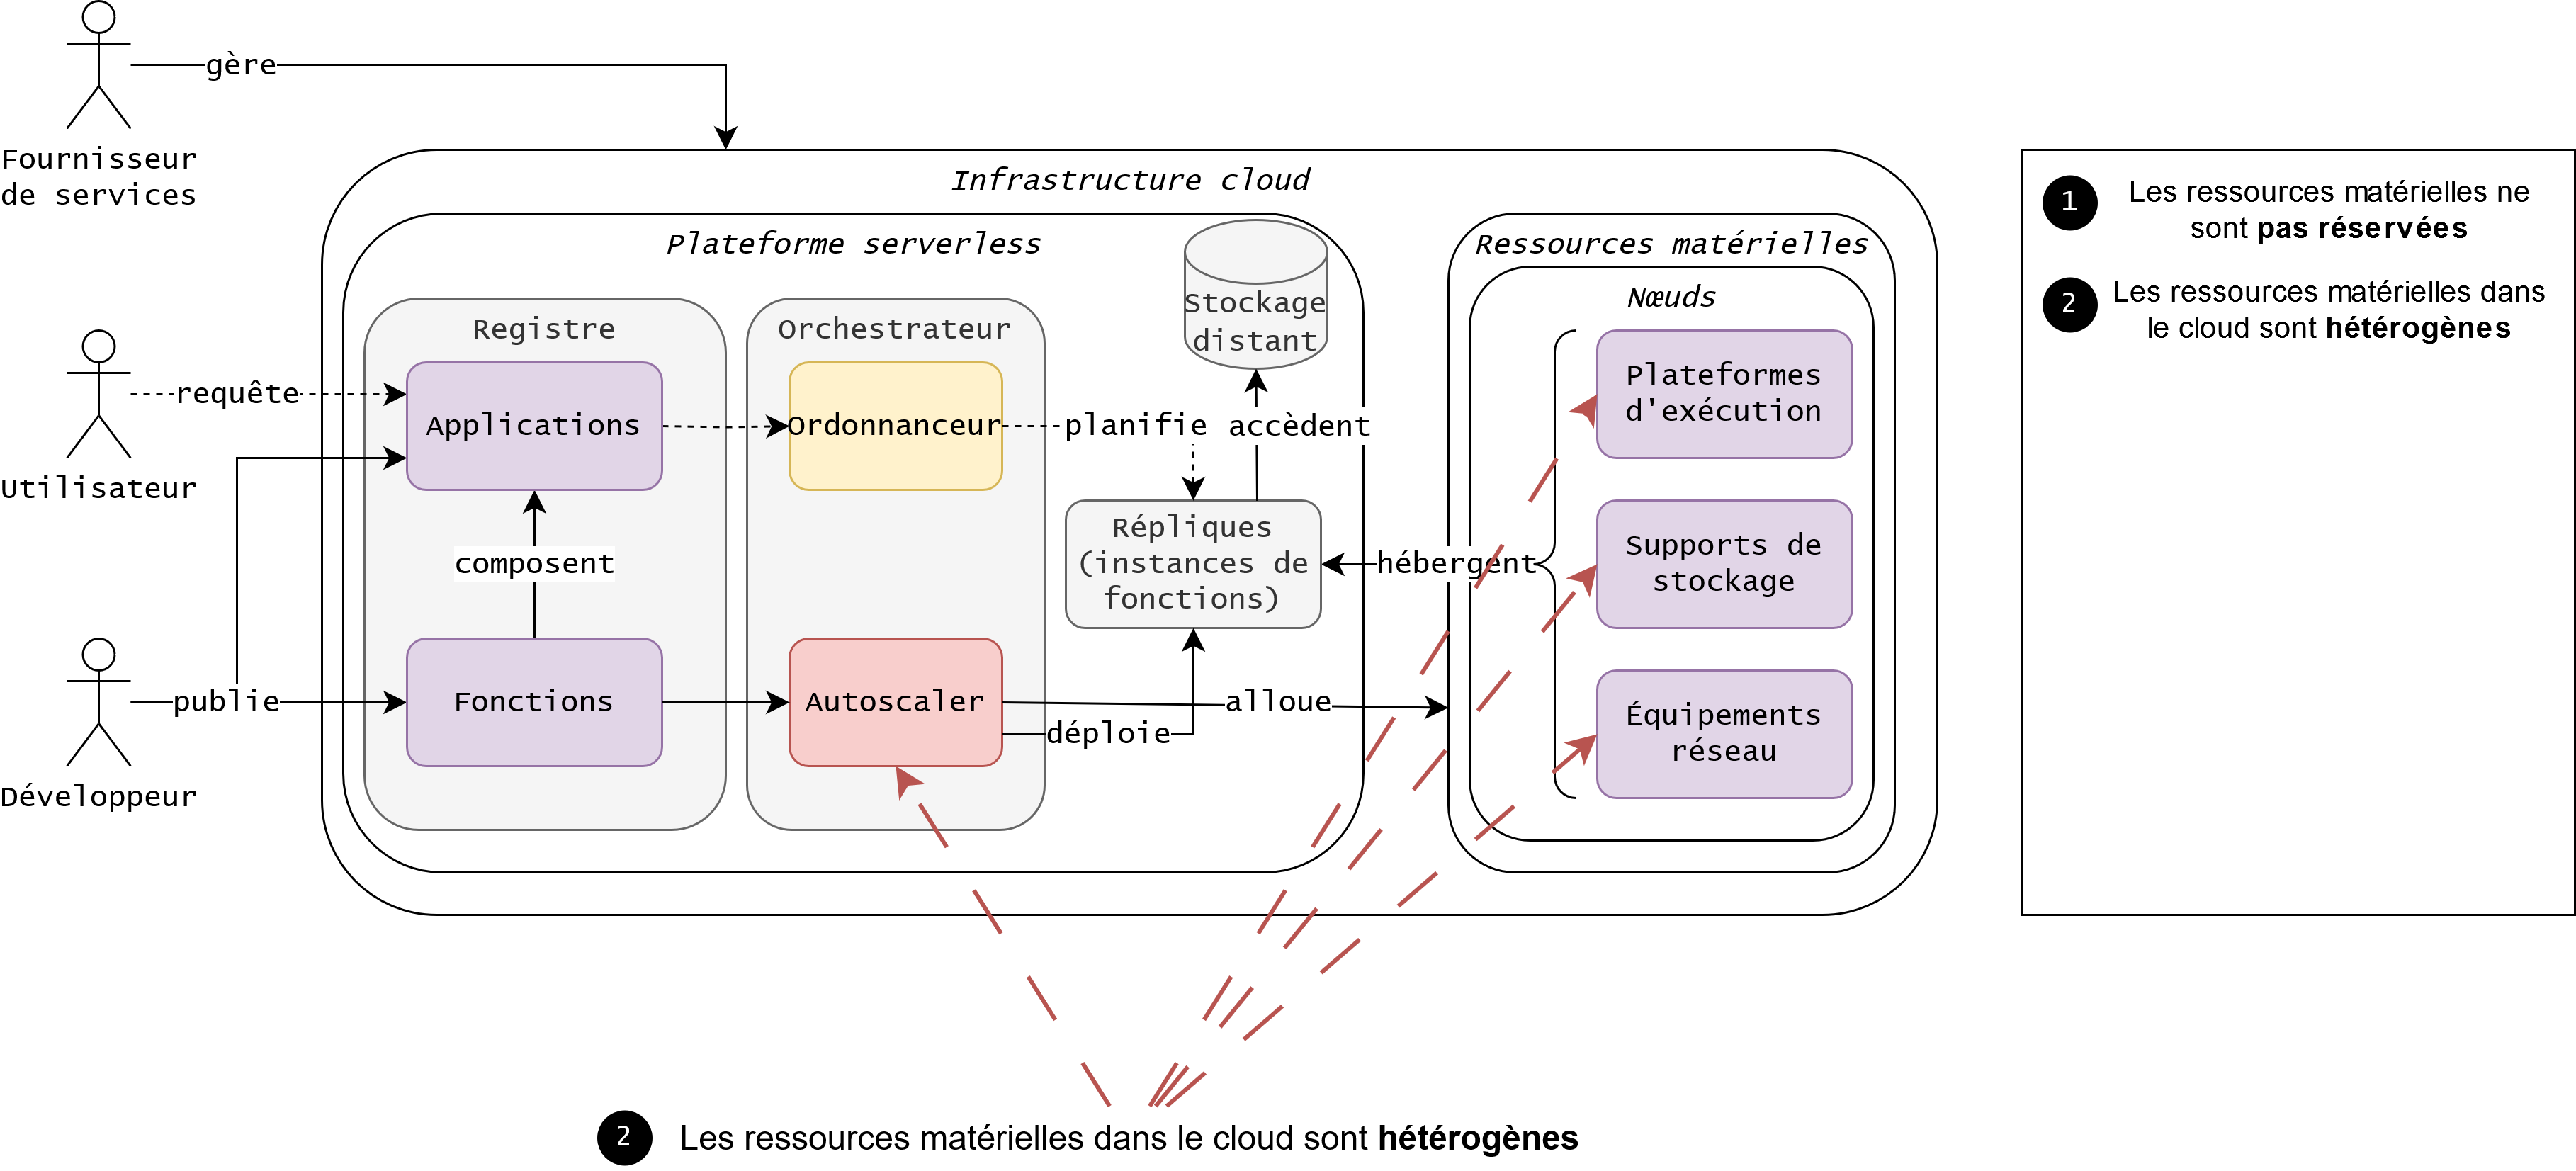 gère
Fournisseur
de services
Infrastructure cloud
Plateforme serverless
Ressources matérielles
Nœuds
Registre
Orchestrateur
Stockage
distant
Utilisateur
requête
Applications
Ordonnanceur
planifie
accèdent
Plateformes
d'exécution
composent
Répliques
(instances de
fonctions)
hébergent
Supports de
stockage
Développeur
publie
Fonctions
Autoscaler
alloue
déploie
Équipements
réseau
1
Les ressources matérielles ne
sont pas réservées
2
Les ressources matérielles dans
le cloud sont hétérogènes
2 Les ressources matérielles dans le cloud sont hétérogènes